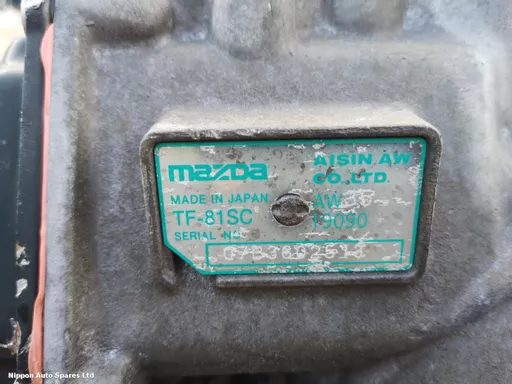 mazda
AISIN AW
CO.,LTD.
MADE IN JAPAN
TF-81SC
19090
SERIAL NO.
Nippon Auto Spares Ltd